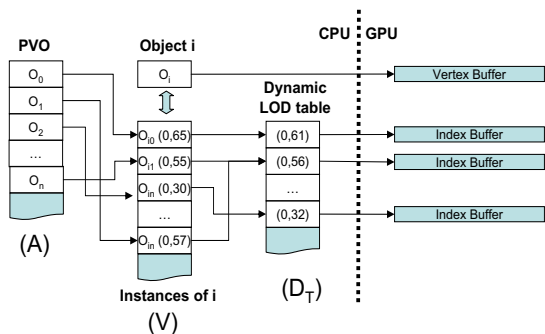 CPU GPU
PVO
Object i
O0
Oi
Vertex Buffer
O1
Dynamic
LOD table
O2
Oi0 (0,65)
(0,61)
Index Buffer
...
Oi1 (0,55)
(0,56)
Index Buffer
On
Oin (0,30)
...
...
(0,32)
Index Buffer
(A)
Oin (0,57)
Instances of i
(DT)
(V)